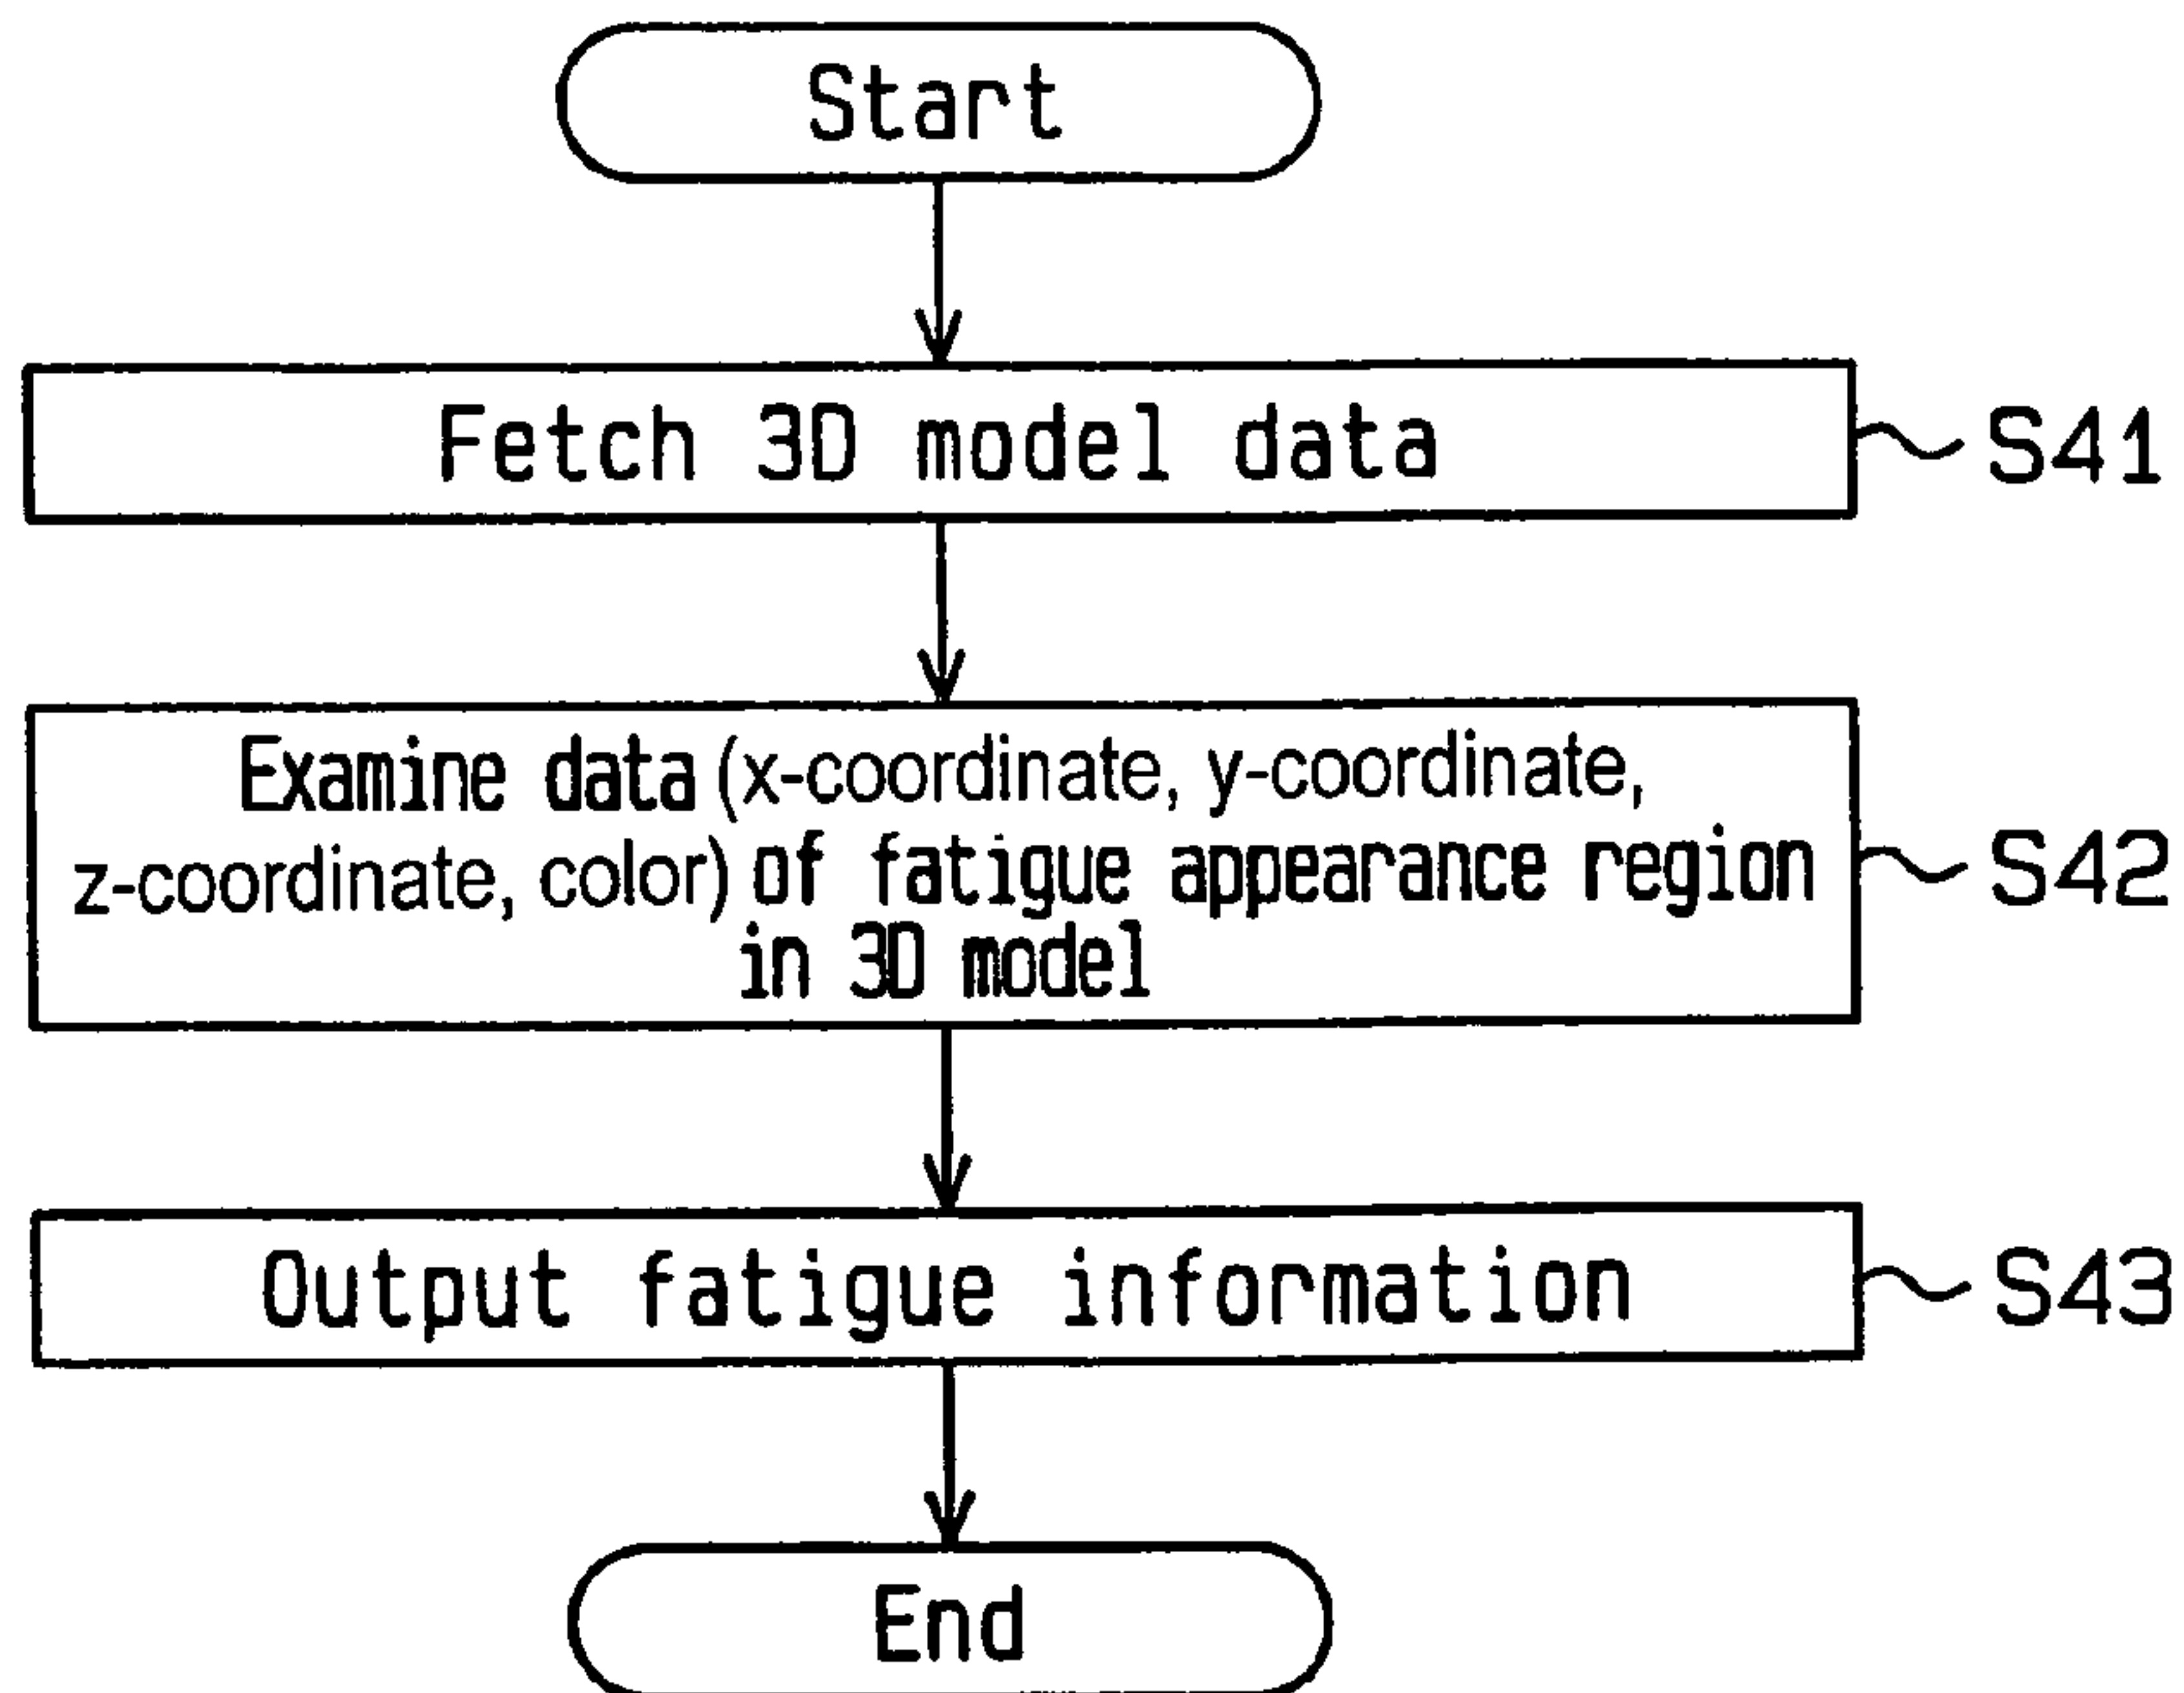 Start
Fetch 3D model data
S41
Examine data (x-coordinate, y-coordinate,
z-coordinate, color) of fatigue appearance region
in 3D model
S42
Output fatigue information
S43
End